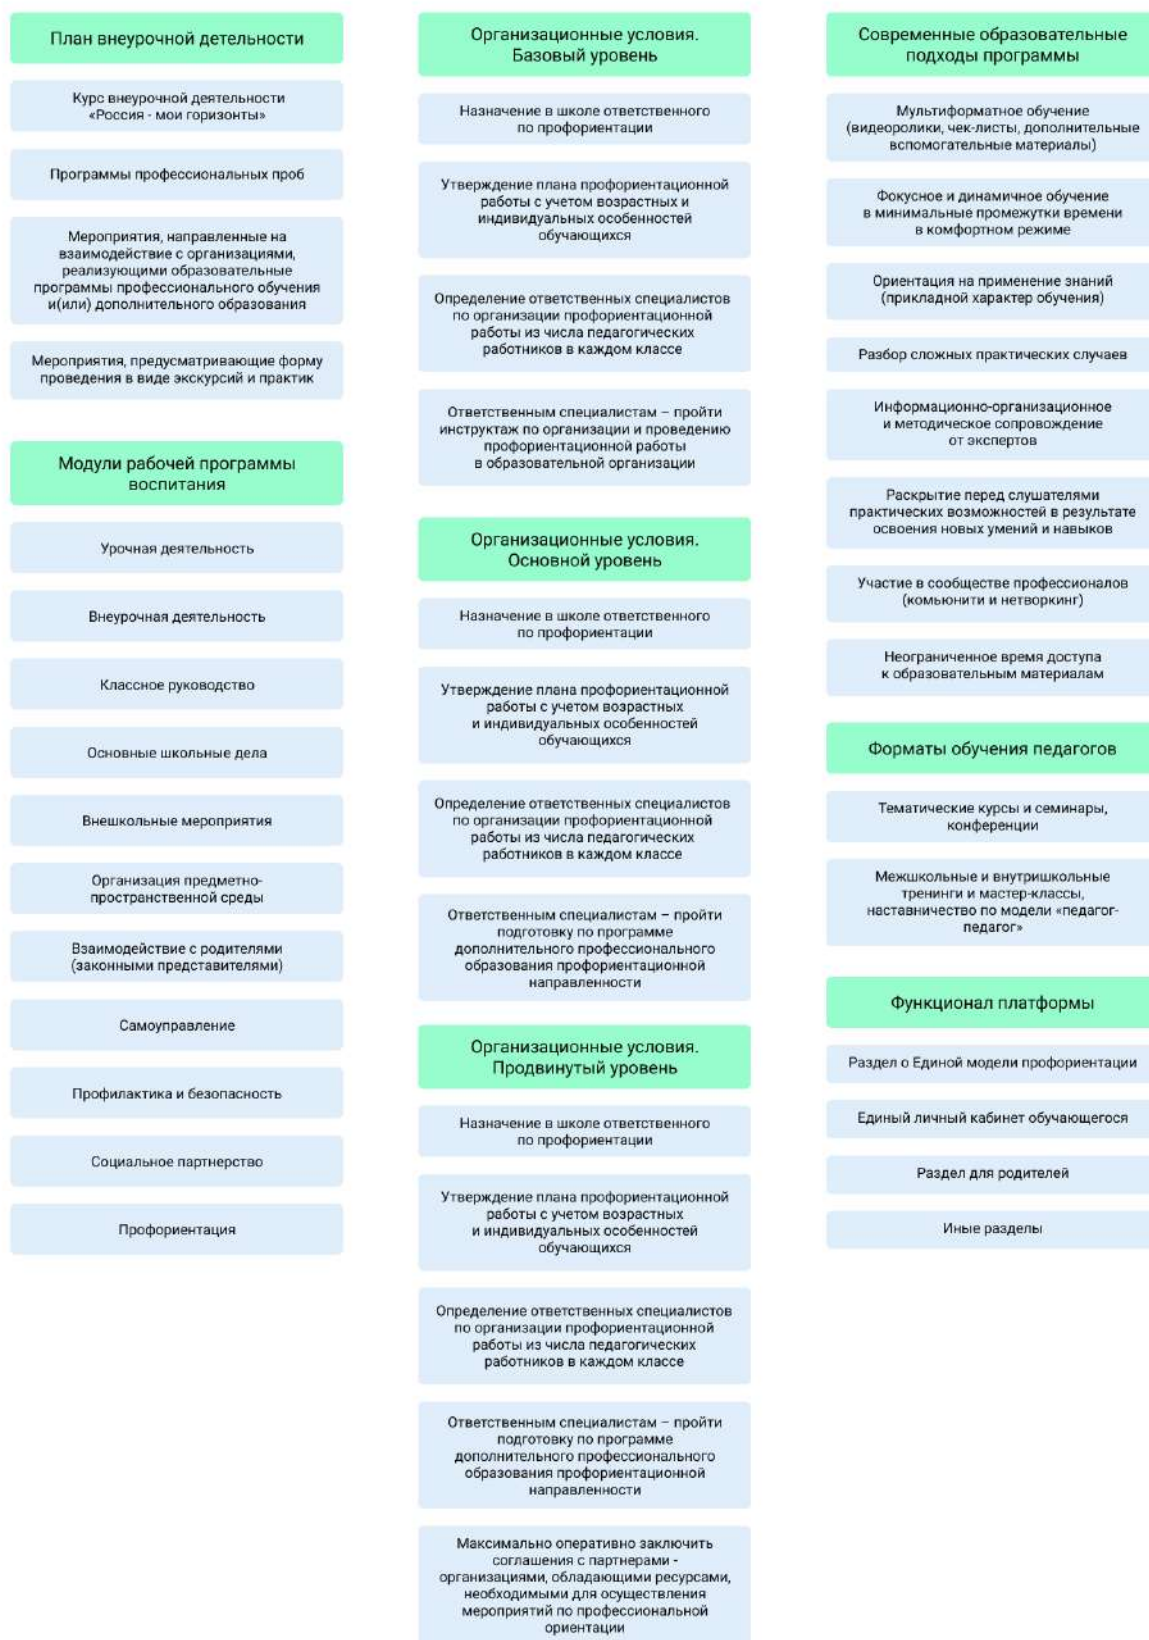 План внеурочной детельности
Курс внеурочной деятельности
«Россия - мои горизонты»
Программы профессиональных проб
Мероприятия, направленные на
взаимодействие с организациями,
реализующими образовательные
программы профессионального обучения
и(или) дополнительного образования
Мероприятия, предусматривающие форму
проведения в виде экскурсий и практик
Модули рабочей программы
воспитания
Урочная деятельность
Внеурочная деятельность
Классное руководство
Основные школьные дела
Внешкольные мероприятия
Организация предметно-
пространственной среды
Взаимодействие с родителями
(законными представителями)
Самоуправление
Профилактика и безопасность
Социальное партнерство
Профориентация
Организационные условия.
Базовый уровень
Назначение в школе ответственного
по профориентации
Утверждение плана профориентационной
работы с учетом возрастных и
индивидуальных особенностей
обучающихся
Определение ответственных специалистов
по организации профориентационной
работы из числа педагогических
работников в каждом классе
Ответственным специалистам – пройти
инструктаж по организации и проведению
профориентационной работы
в образовательной организации
Организационные условия.
Основной уровень
Назначение в школе ответственного
по профориентации
Утверждение плана профориентационной
работы с учетом возрастных
и индивидуальных особенностей
обучающихся
Определение ответственных специалистов
по организации профориентационной
работы из числа педагогических
работников в каждом классе
Ответственным специалистам – пройти
подготовку по программе
дополнительного профессионального
образования профориентационной
направленности
Организационные условия.
Продвинутый уровень
Назначение в школе ответственного
по профориентации
Утверждение плана профориентационной
работы с учетом возрастных
и индивидуальных особенностей
обучающихся
Определение ответственных специалистов
по организации профориентационной
работы из числа педагогических
работников в каждом классе
Ответственным специалистам – пройти
подготовку по программе
дополнительного профессионального
образования профориентационной
направленности
Максимально оперативно заключить
соглашения с партнерами -
организациями, обладающими ресурсами,
необходимыми для осуществления
мероприятий по профессиональной
ориентации
Современные образовательные
подходы программы
Мультиформатное обучение
(видеоролики, чек-листы, дополнительные
вспомогательные материалы)
Фокусное и динамичное обучение
в минимальные промежутки времени
в комфортном режиме
Ориентация на применение знаний
(прикладной характер обучения)
Разбор сложных практических случаев
Информационно-организационное
и методическое сопровождение
от экспертов
Раскрытие перед слушателями
практических возможностей в результате
освоения новых умений и навыков
Участие в сообществе профессионалов
(комьюнити и нетворкинг)
Неограниченное время доступа
к образовательным материалам
Форматы обучения педагогов
Тематические курсы и семинары,
конференции
Межшкольные и внутришкольные
тренинги и мастер-классы,
наставничество по модели «педагог-
педагог»
Функционал платформы
Раздел о Единой модели профориентации
Единый личный кабинет обучающегося
Раздел для родителей
Иные разделы